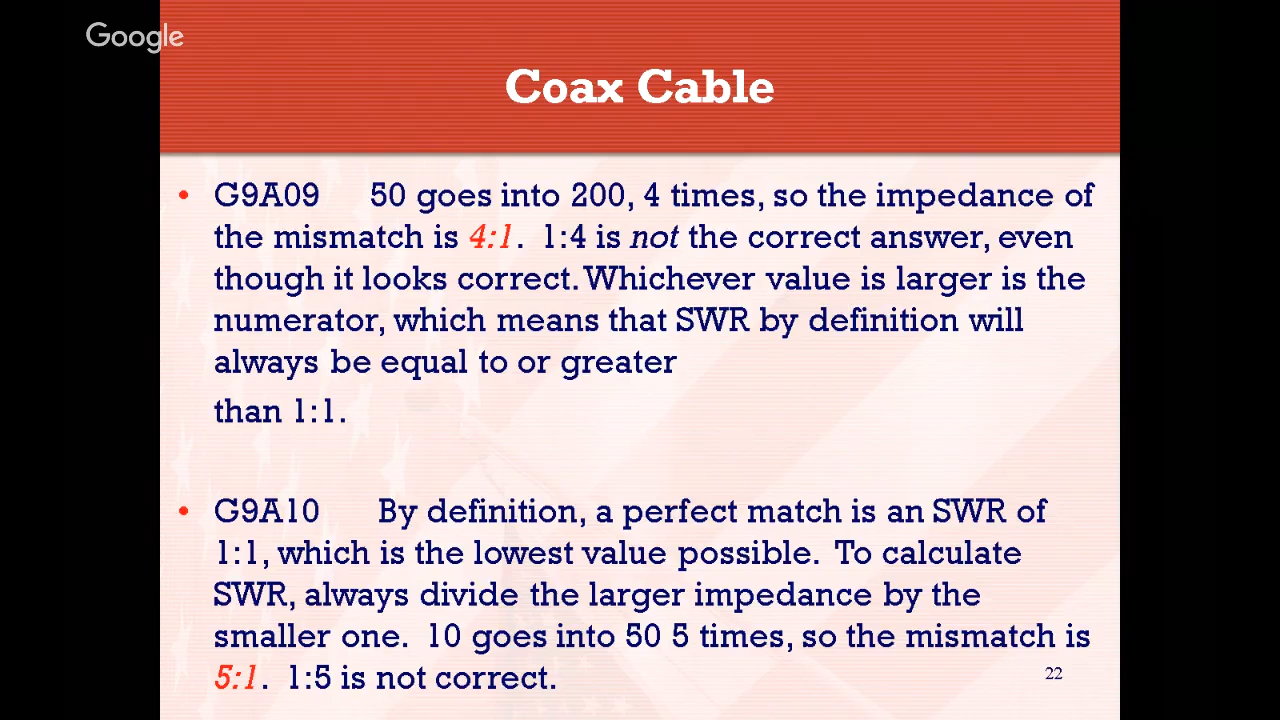 Google
Coax Cable
• G9A09 50 goes into 200, 4 times, so the impedance of
the mismatch is 4:1. 1:4 is not the correct answer, even
though it looks correct. Whichever value is larger is the
numerator, which means that SWR by definition will
always be equal to or greater
than 1:1.
• G9A10 By definition, a perfect match is an SWR of
1:1, which is the lowest value possible. To calculate
SWR, always divide the larger impedance by the
smaller one. 10 goes into 50 5 times, so the mismatch is
5:1. 1:5 is not correct.
22